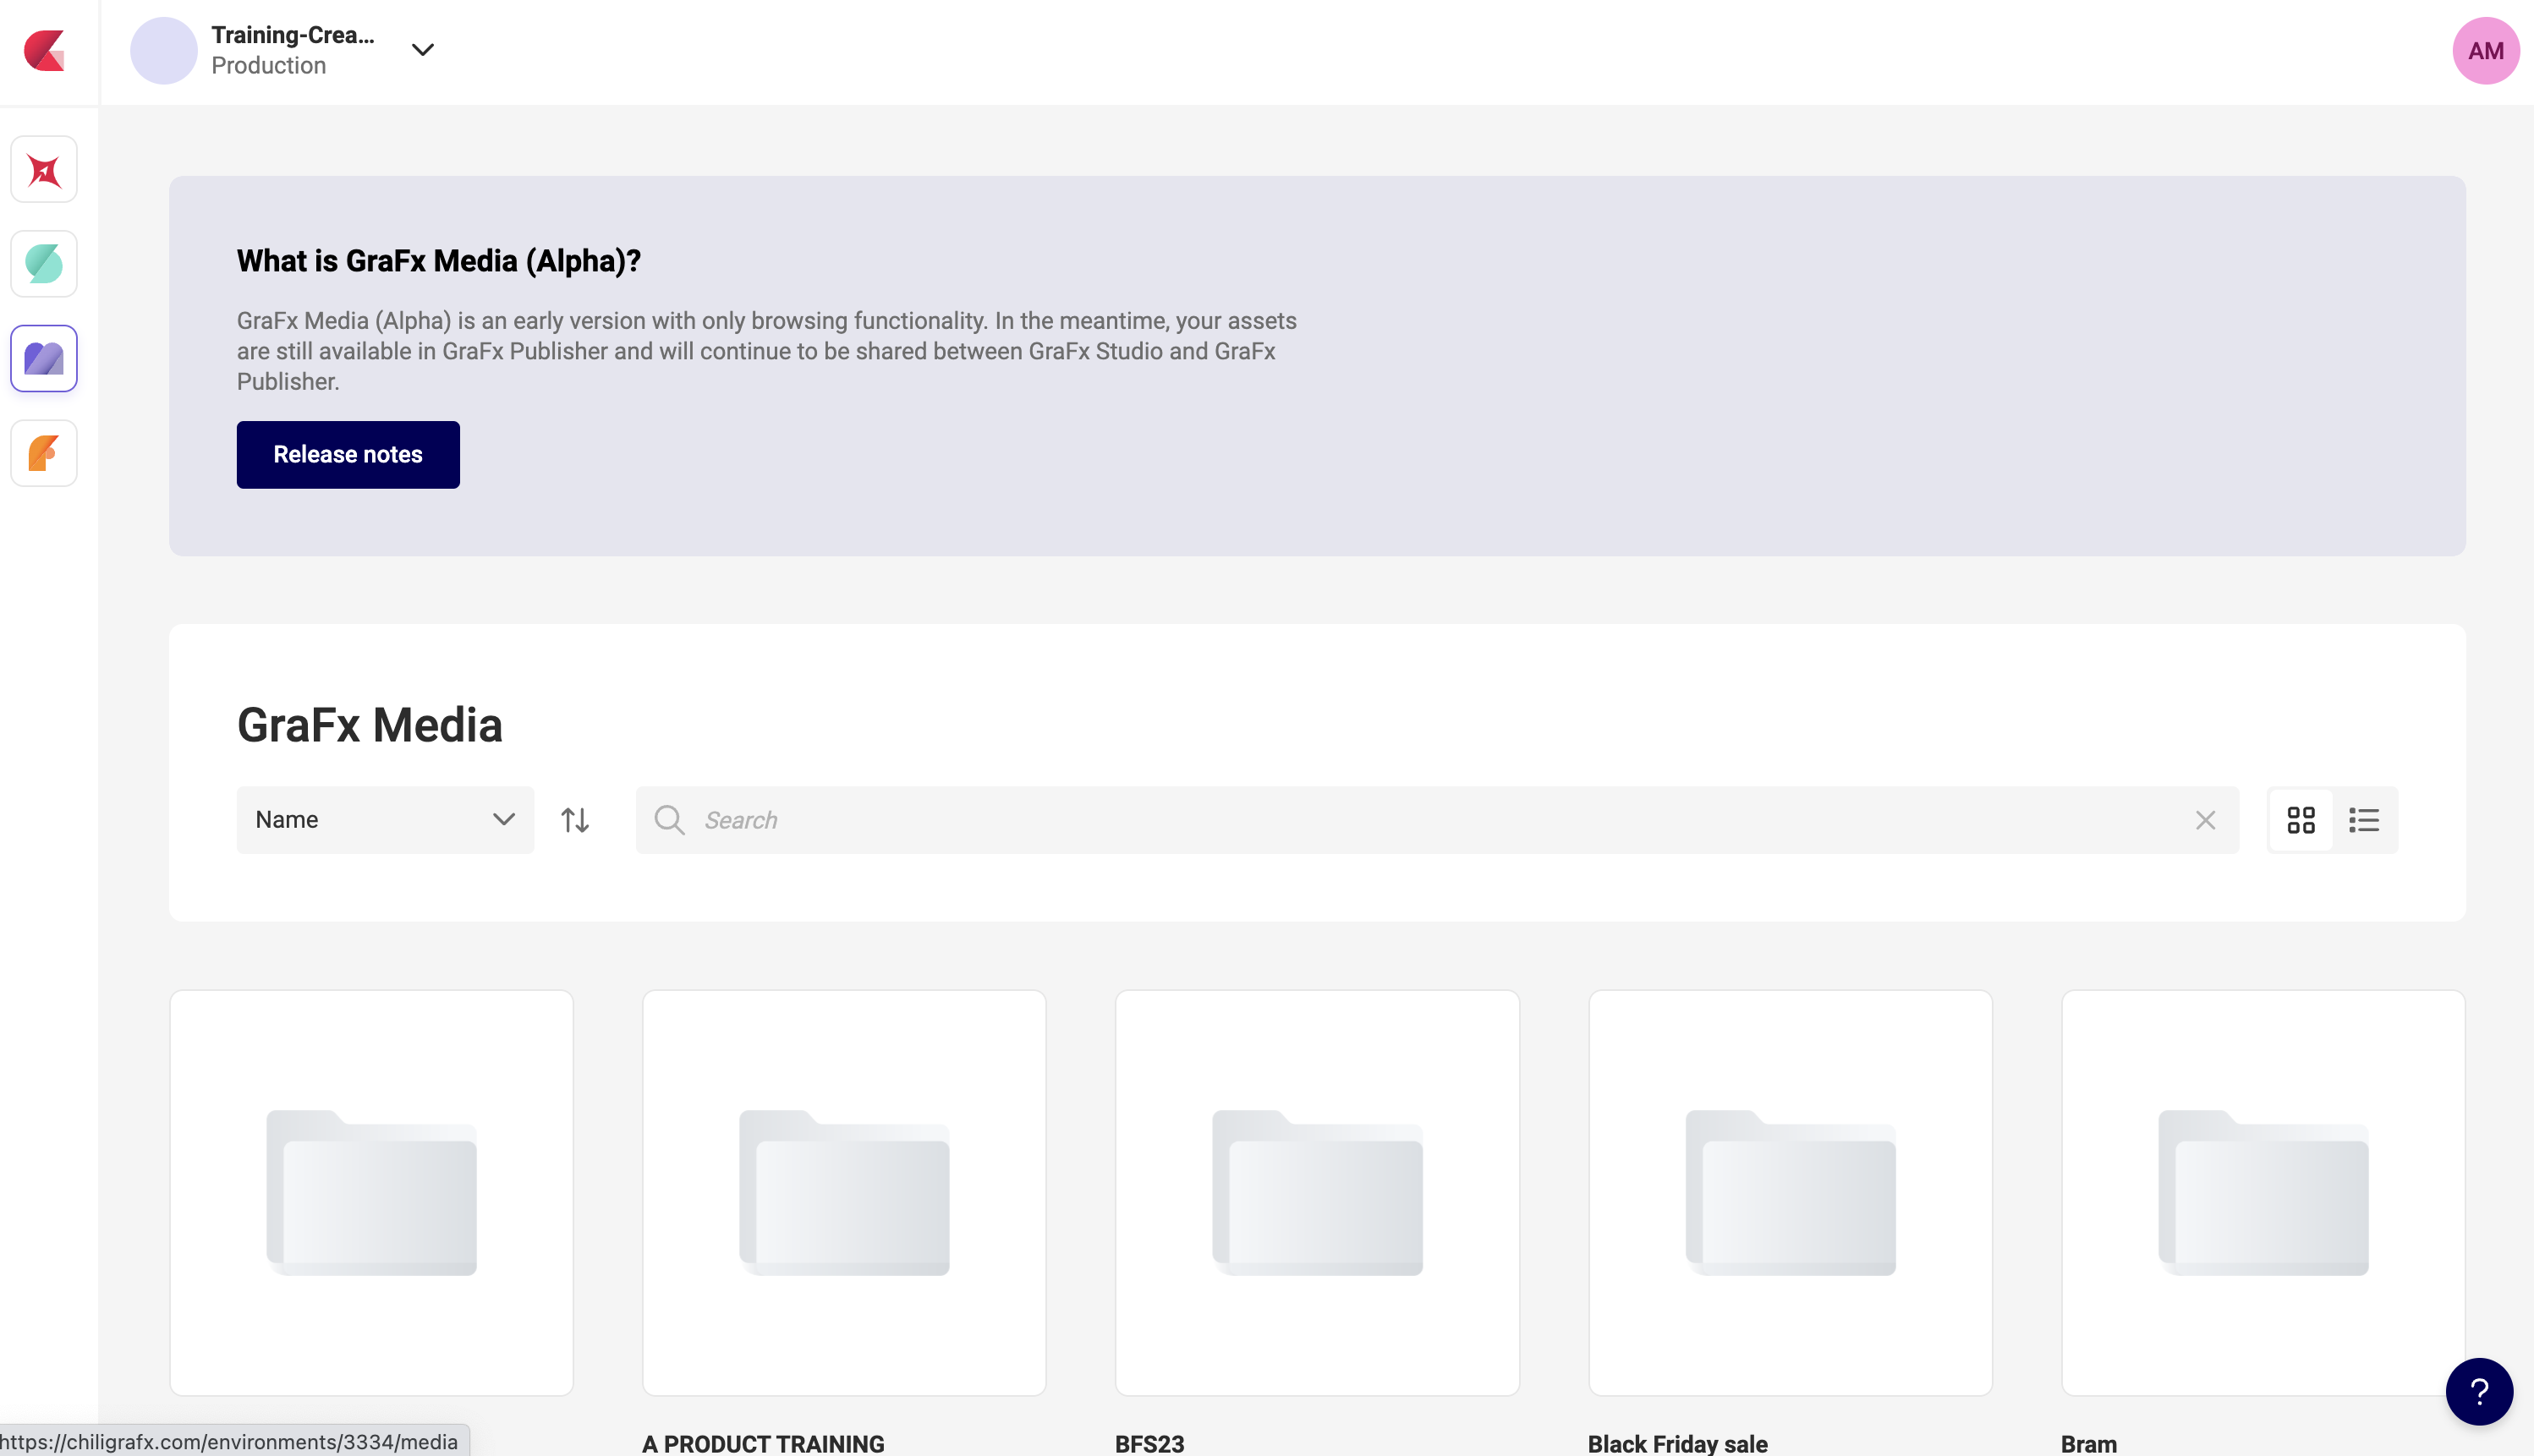 Training-Crea...
Production
AM
What is GraFx Media (Alpha)?
GraFx Media (Alpha) is an early version with only browsing functionality. In the meantime, your assets
are still available in GraFx Publisher and will continue to be shared between GraFx Studio and GraFx
Publisher.
Release notes
GraFx Media
Name
Search
?
A PRODUCT TRAINING
BFS23
Black Friday sale
Bram
https://chiligrafx.com/environments/3334/media